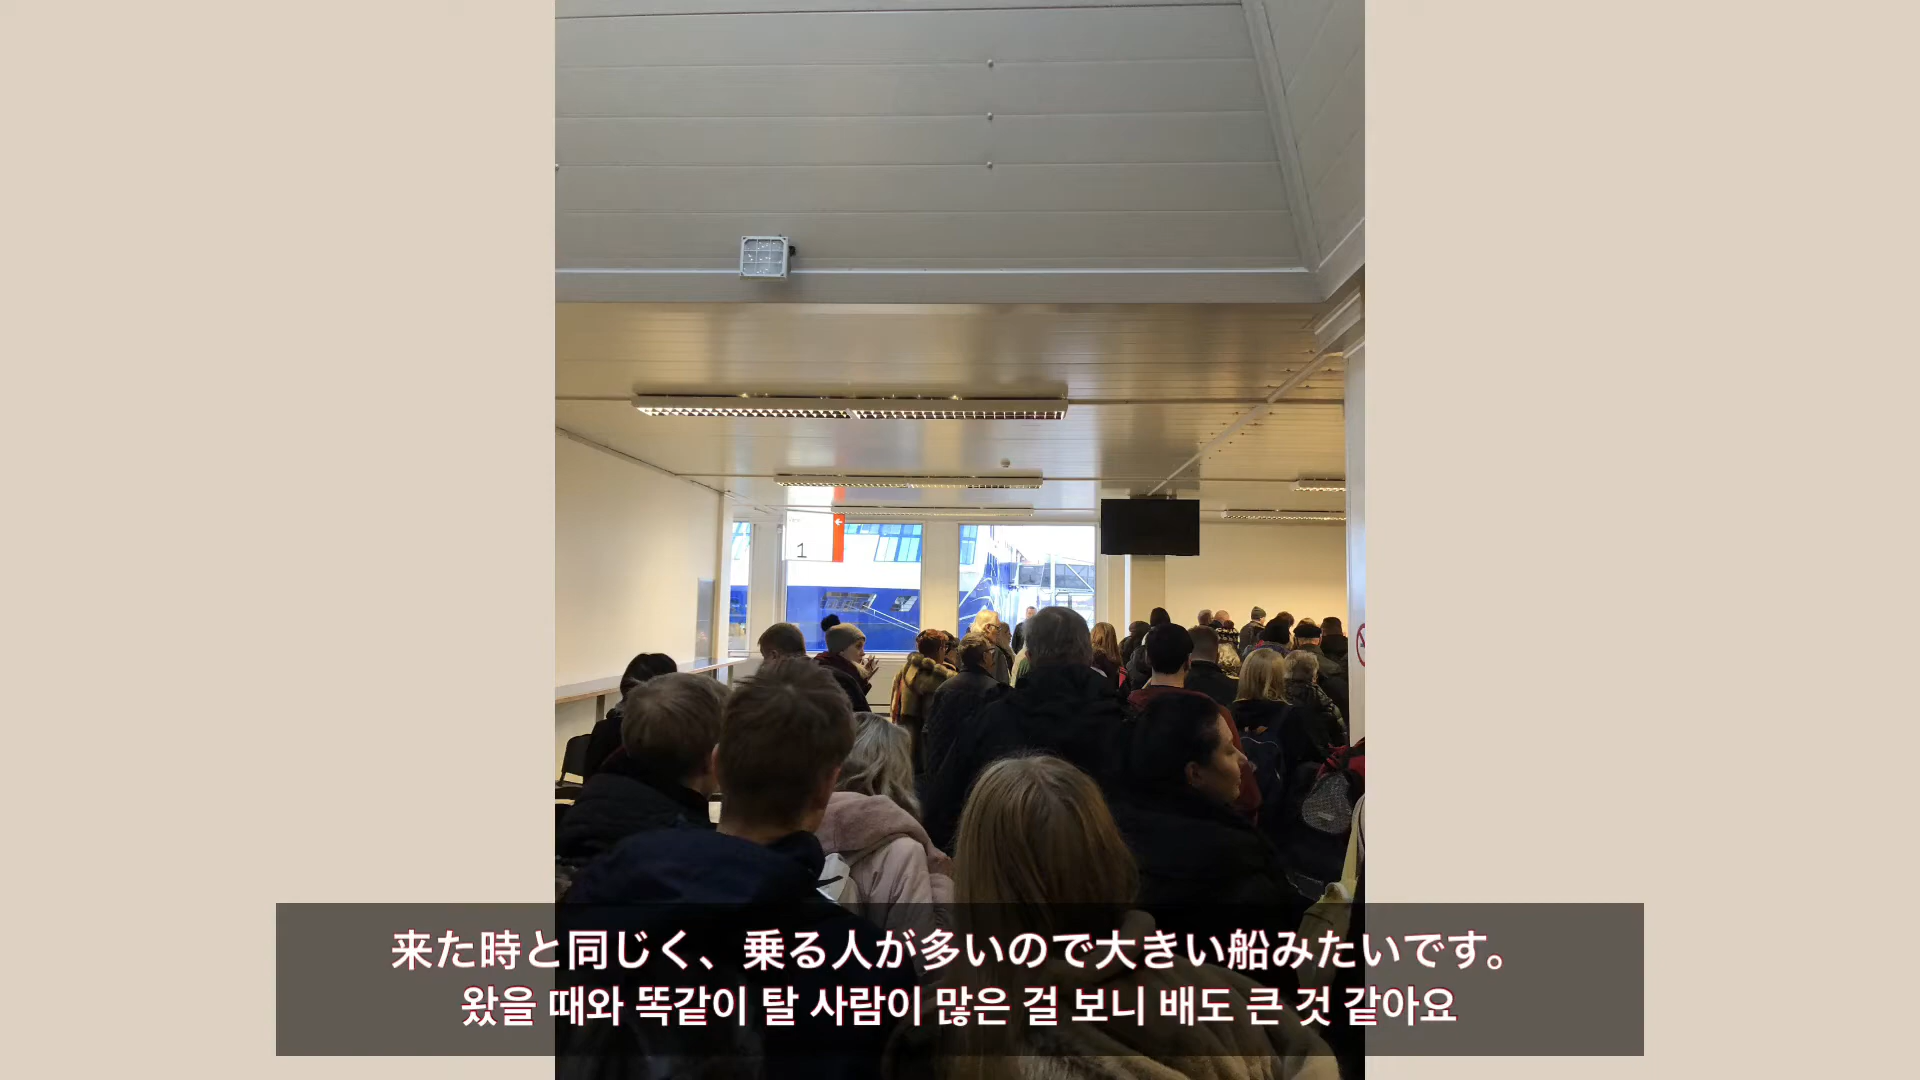 1
来た時と同じく、乗る人が多いので大きい船みたいです。
왔을 때와 똑같이 탈 사람이 많은 걸 보니 배도 큰 것 같아요